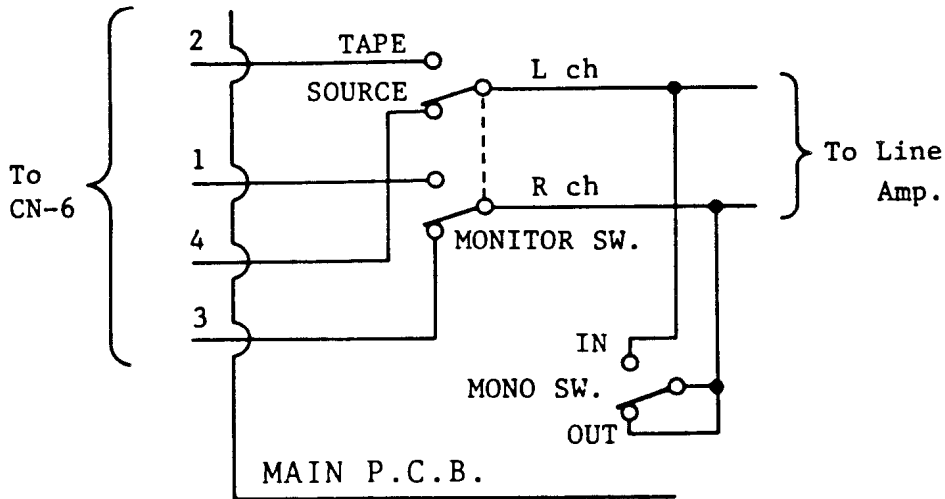 2
TAPE
L ch
SOURCE
To
CN-6
1
R ch
To Line
Amp.
4
MONITOR SW.
3
IN
MONO SW.
OUT
MAIN P.C.B.